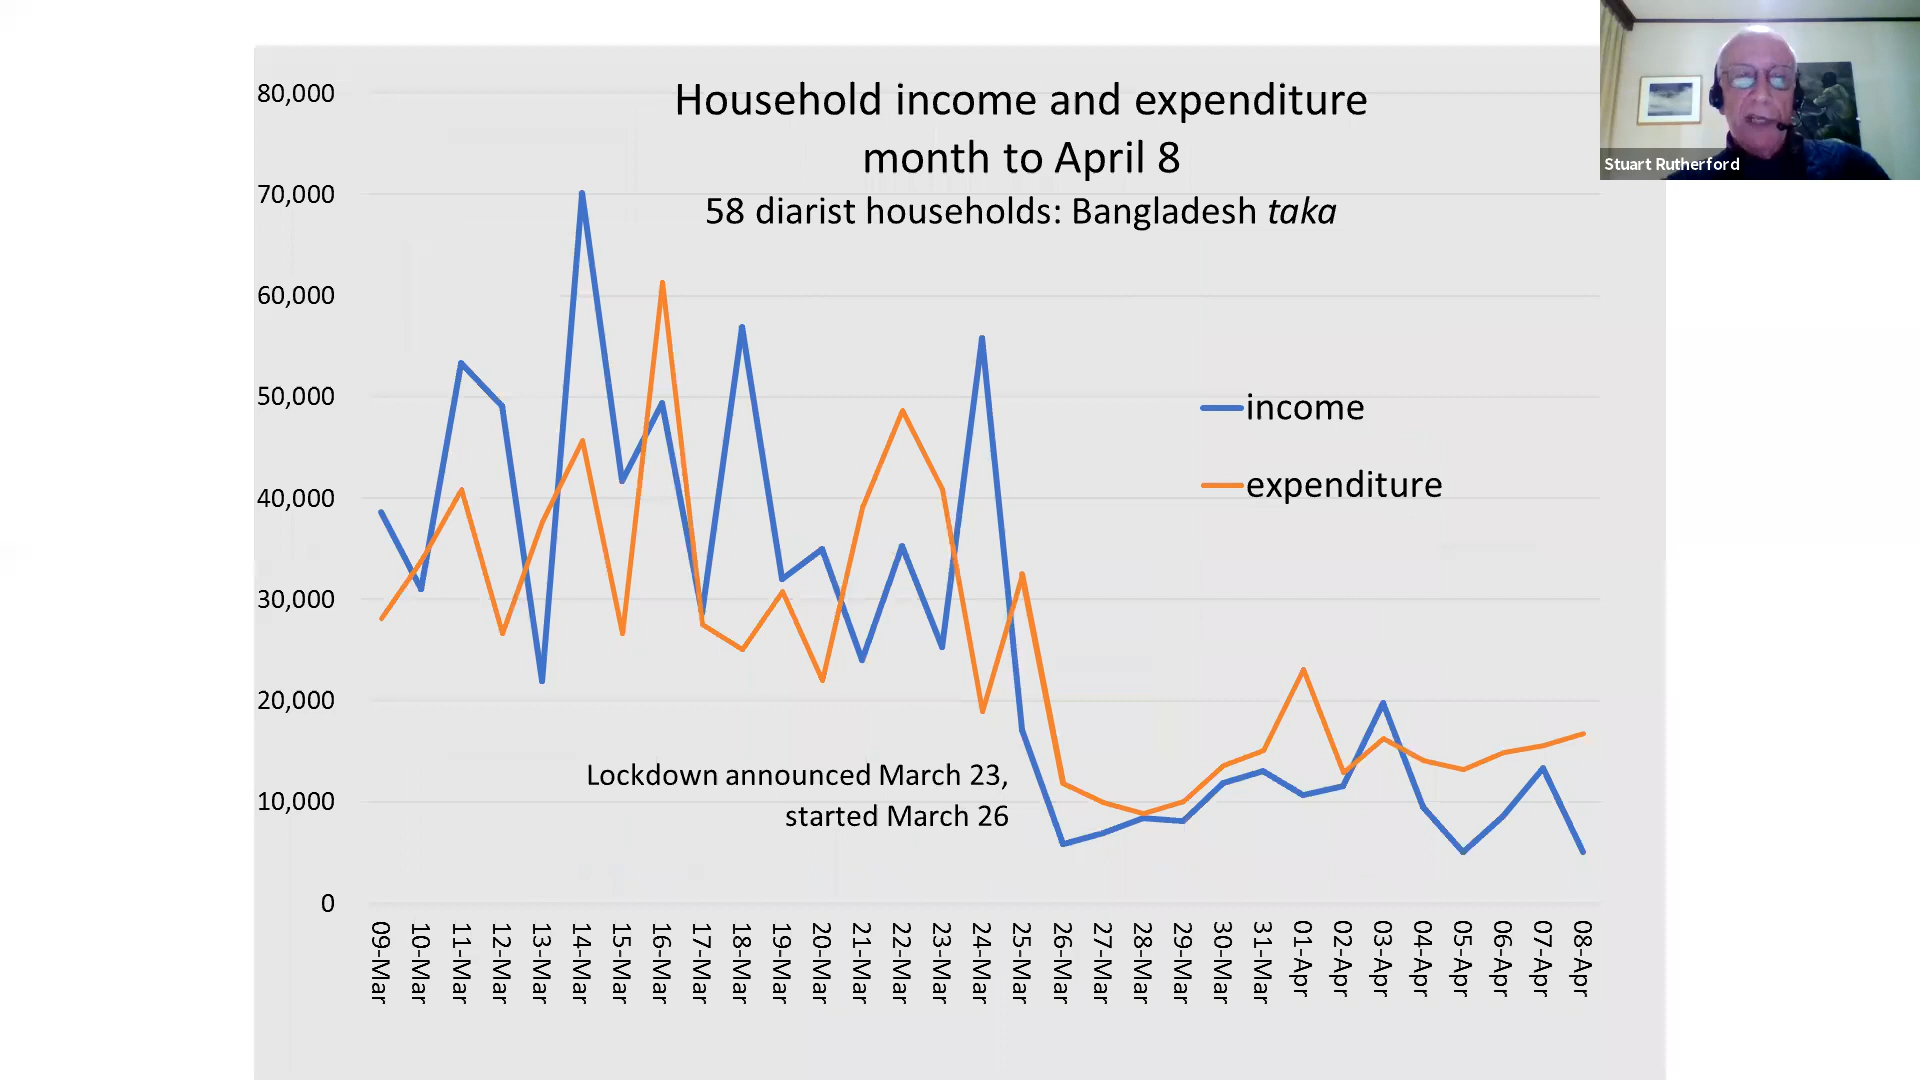 Household income and expenditure
month to April 8
58 diarist households: Bangladesh taka
Stuart Rutherford
80,000
70,000
60,000
50,000
40,000
30,000
20,000
10,000
0
income
expenditure
Lockdown announced March 23,
started March 26
09-Mar
10-Mar
11-Mar
12-Mar
13-Mar
14-Mar
15-Mar
16-Mar
17-Mar
18-Mar
19-Mar
20-Mar
21-Mar
22-Mar
23-Mar
24-Mar
25-Mar
26-Mar
27-Mar
28-Mar
29-Mar
30-Mar
31-Mar
01-Apr
02-Apr
03-Apr
04-Apr
05-Apr
06-Apr
07-Apr
08-Apr